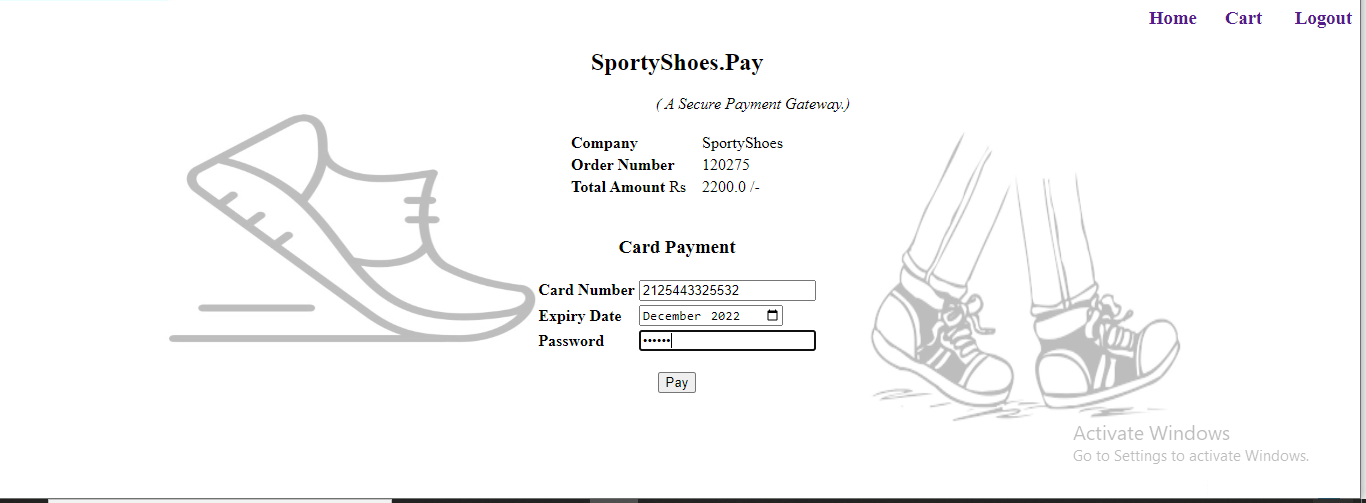 Home Cart Logout
SportyShoes.Pay
( A Secure Payment Gateway.)
Company SportyShoes
Order Number 120275
Total Amount Rs 2200.0 /-
Card Payment
Card Number 2125443325532
Expiry Date December 2022
Password ••••••
Pay
Activate Windows
Go to Settings to activate Windows.